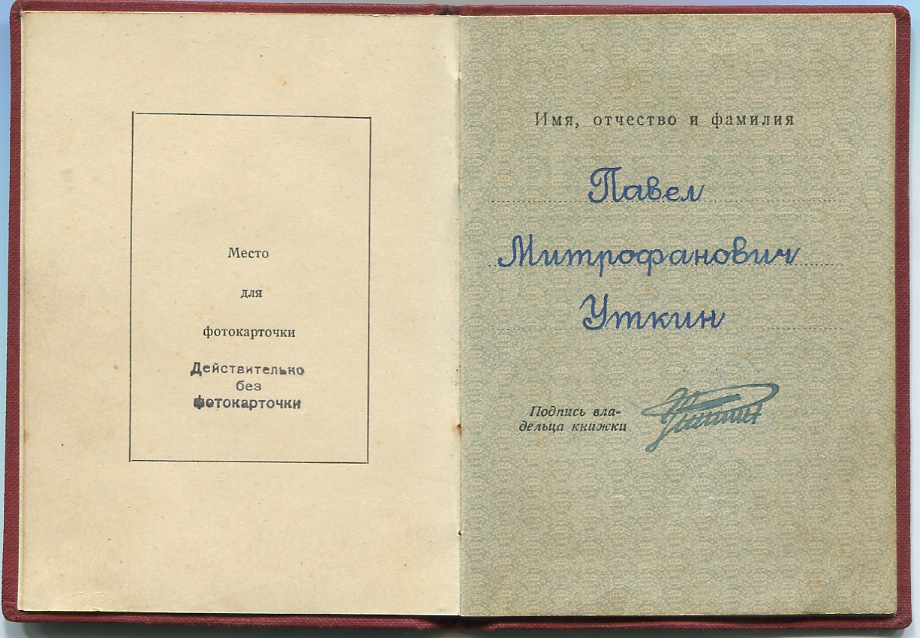 Место
для
фотокарточки
Действительно
без
фотокарточки
Имя, отчество и фамилия
Павел
Митрофанович
Уткин
Подпись вла-
дельца книжки